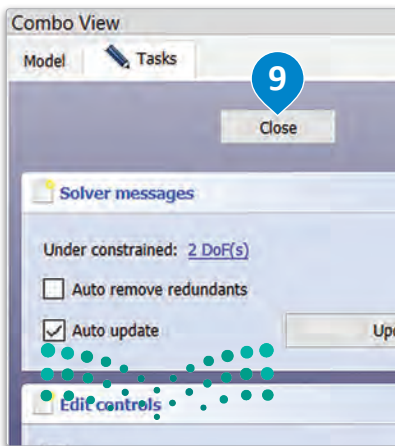 Combo View
Model
Tasks
9
Close
Solver messages
Under constrained: 2 DoF(s)
Auto remove redundants
Auto update
Edit controls